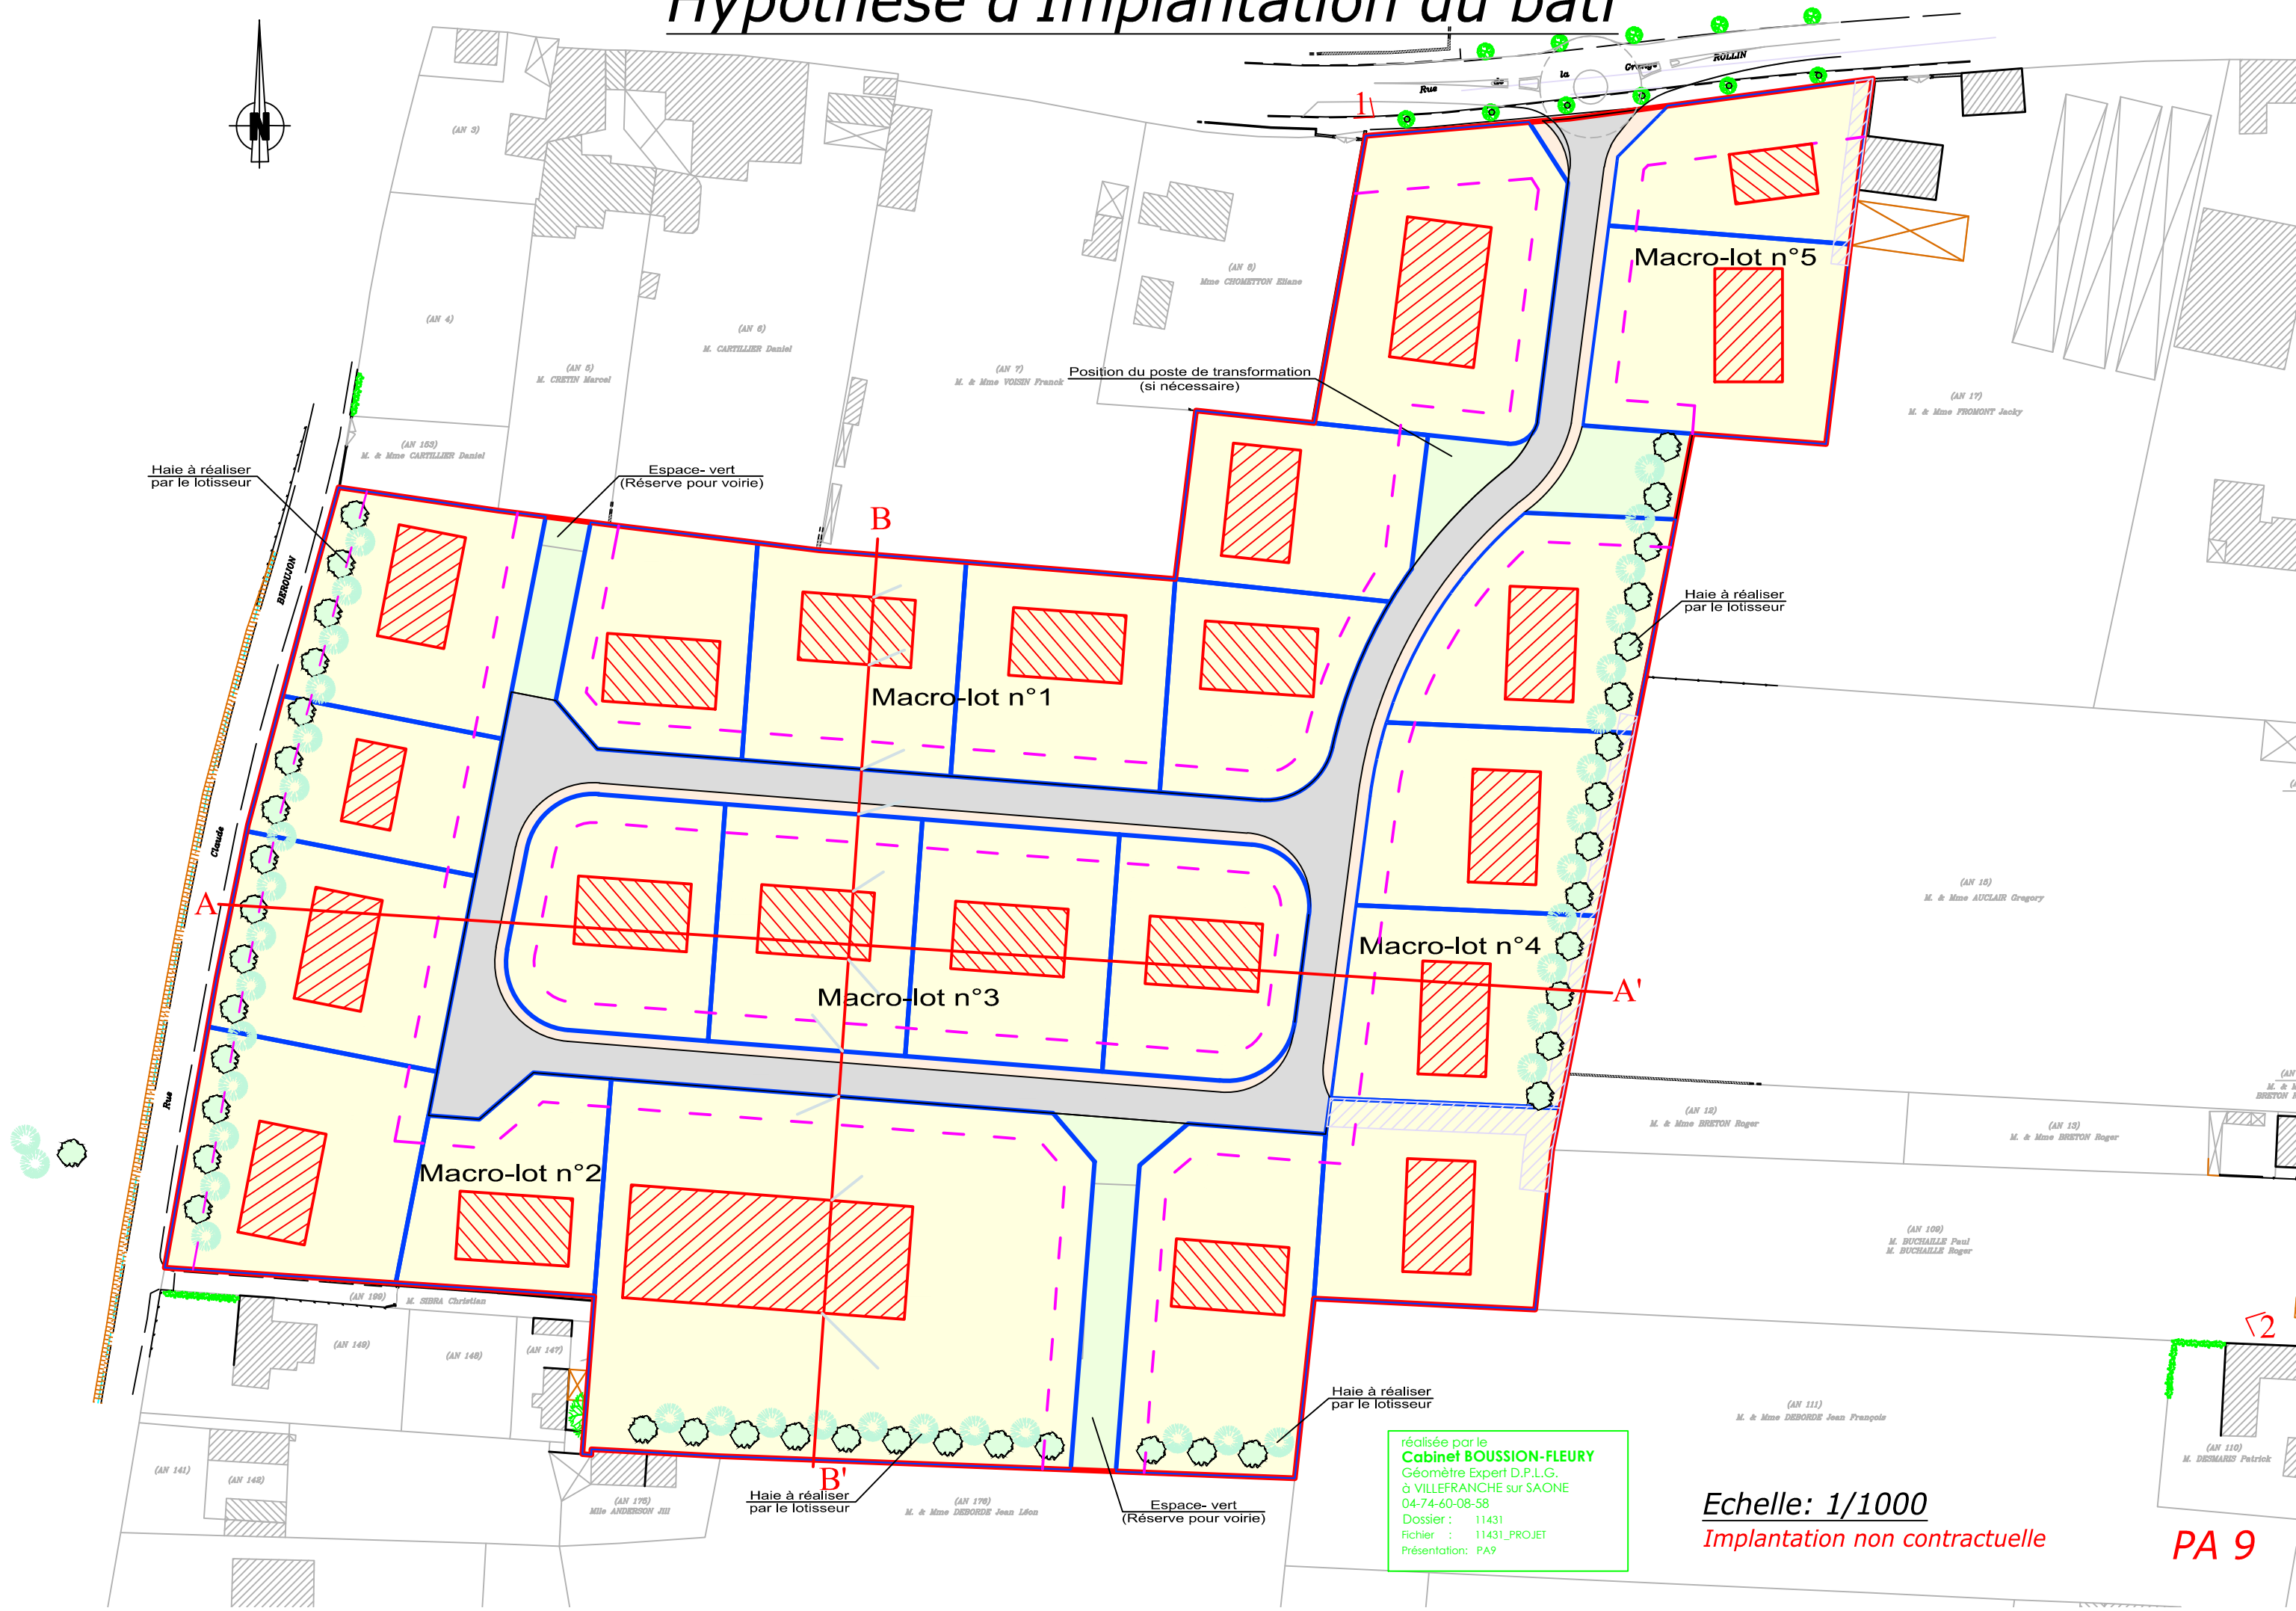 Hypothèse d'Implantation du bâti
N
Rue
de
la
Grange
ROLLIN
1
(AN 3)
(AN 4)
(AN 5)
M. CRETIN Marcel
(AN 6)
M. CARTILLIER Daniel
(AN 7)
M. & Mme VOISIN Franck
(AN 8)
Mme CHOMETTON Eliane
(AN 163)
M. & Mme CARTILLIER Daniel
(AN 17)
M. & Mme FROMONT Jacky
Macro-lot n°5
Position du poste de transformation
(si nécessaire)
Haie à réaliser
par le lotisseur
Espace- vert
(Réserve pour voirie)
B
BEROUJON
Claude
Rue
Haie à réaliser
par le lotisseur
Macro-lot n°1
A
Macro-lot n°4
A'
Macro-lot n°3
(AN 15)
M. & Mme AUCLAIR Gregory
Macro-lot n°2
(AN 12)
M. & Mme BRETON Roger
(AN 13)
M. & Mme BRETON Roger
(AN 109)
M. BUCHAILLE Paul
M. BUCHAILLE Roger
(AN 199)
M. SIBRA Christian
(AN 149)
(AN 148)
(AN 147)
2
Haie à réaliser
par le lotisseur
(AN 111)
M. & Mme DEBORDE Jean François
(AN 110)
M. DESMARIS Patrick
(AN 141)
(AN 142)
B'
Haie à réaliser
par le lotisseur
(AN 175)
Mlle ANDERSON Jill
(AN 176)
M. & Mme DEBORDE Jean Léon
Espace- vert
(Réserve pour voirie)
réalisée par le
Cabinet BOUSSION-FLEURY
Géomètre Expert D.P.L.G.
à VILLEFRANCHE sur SAONE
04-74-60-08-58
Dossier : 11431
Fichier : 11431_PROJET
Présentation: PA9
Echelle: 1/1000
Implantation non contractuelle
PA 9